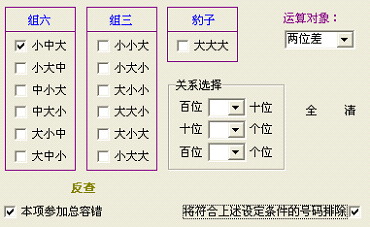 组六
小中大
小大中
中小大
中大小
大小中
大中小
组三
小小大
小大小
大小小
大大小
大小大
小大大
豹子
大大大
运算对象：
两位差
关系选择
百位 十位
十位 个位
百位 个位
全 清
反查
本项参加总容错
将符合上述设定条件的号码排除